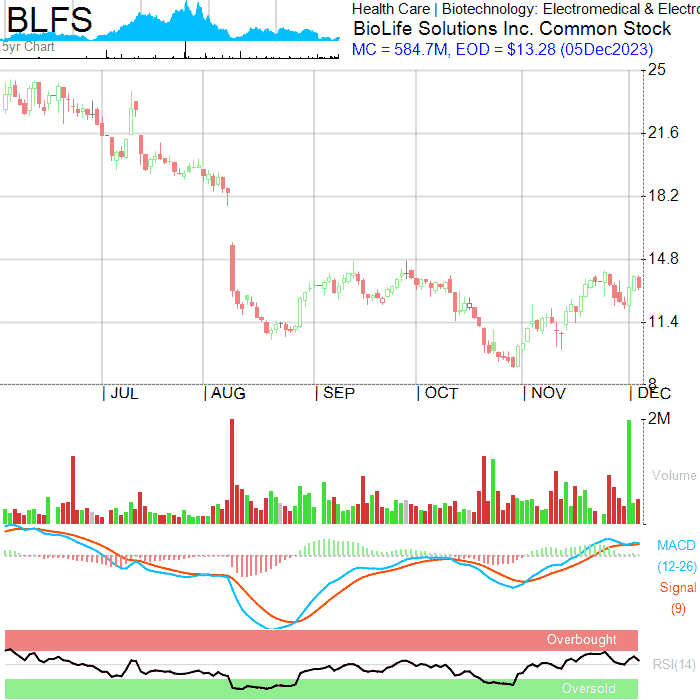 BLFS
5yr Chart
Health Care | Biotechnology: Electromedical & Electro
BioLife Solutions Inc. Common Stock
MC = 584.7M, EOD = $13.28 (05Dec2023)
25
21.6
18.2
14.8
11.4
8
| JUL | AUG | SEP | OCT | NOV | DEC
2M
Volume
MACD
(12-26)
Signal
(9)
Overbought
RSI(14)
Oversold